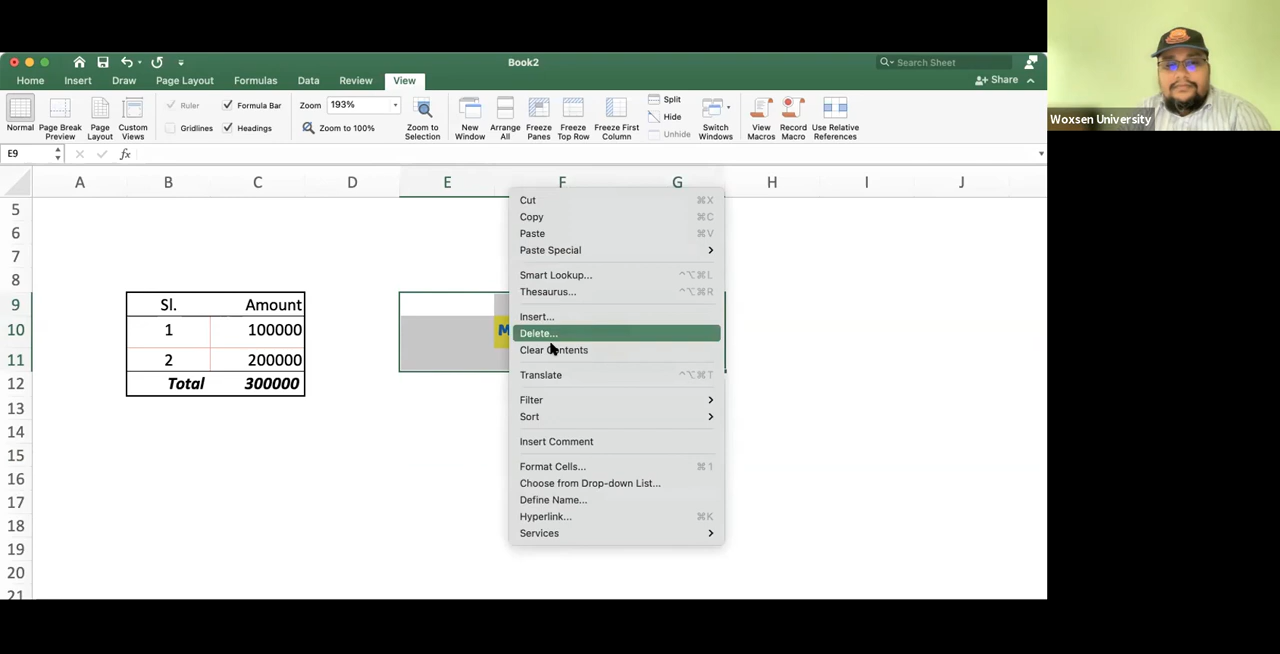 Book2
Search Sheet
Home Insert Draw Page Layout Formulas Data Review View
Share
Ruler Formula Bar Zoom 193%
Gridlines Headings Zoom to 100%
Normal Page Break Preview Page Layout Custom Views
Zoom to Selection
New Window Arrange All Freeze Panes Freeze Top Row Freeze First Column
Split
Hide
Unhide
Switch Windows
View Macros Record Macro Use Relative References
Woxsen University
E9 fx
A B C D E F G H I J
5
6
7
8
9 Sl. Amount
10 1 100000 M
11 2 200000
12 Total 300000
13
14
15
16
17
18
19
20
21
Cut ⌘X
Copy ⌘C
Paste ⌘V
Paste Special
Smart Lookup... ^⌥⌘L
Thesaurus... ^⌥⌘R
Insert...
Delete...
Clear Contents
Translate ^⌥⌘T
Filter
Sort
Insert Comment
Format Cells... ⌘1
Choose from Drop-down List...
Define Name...
Hyperlink... ⌘K
Services